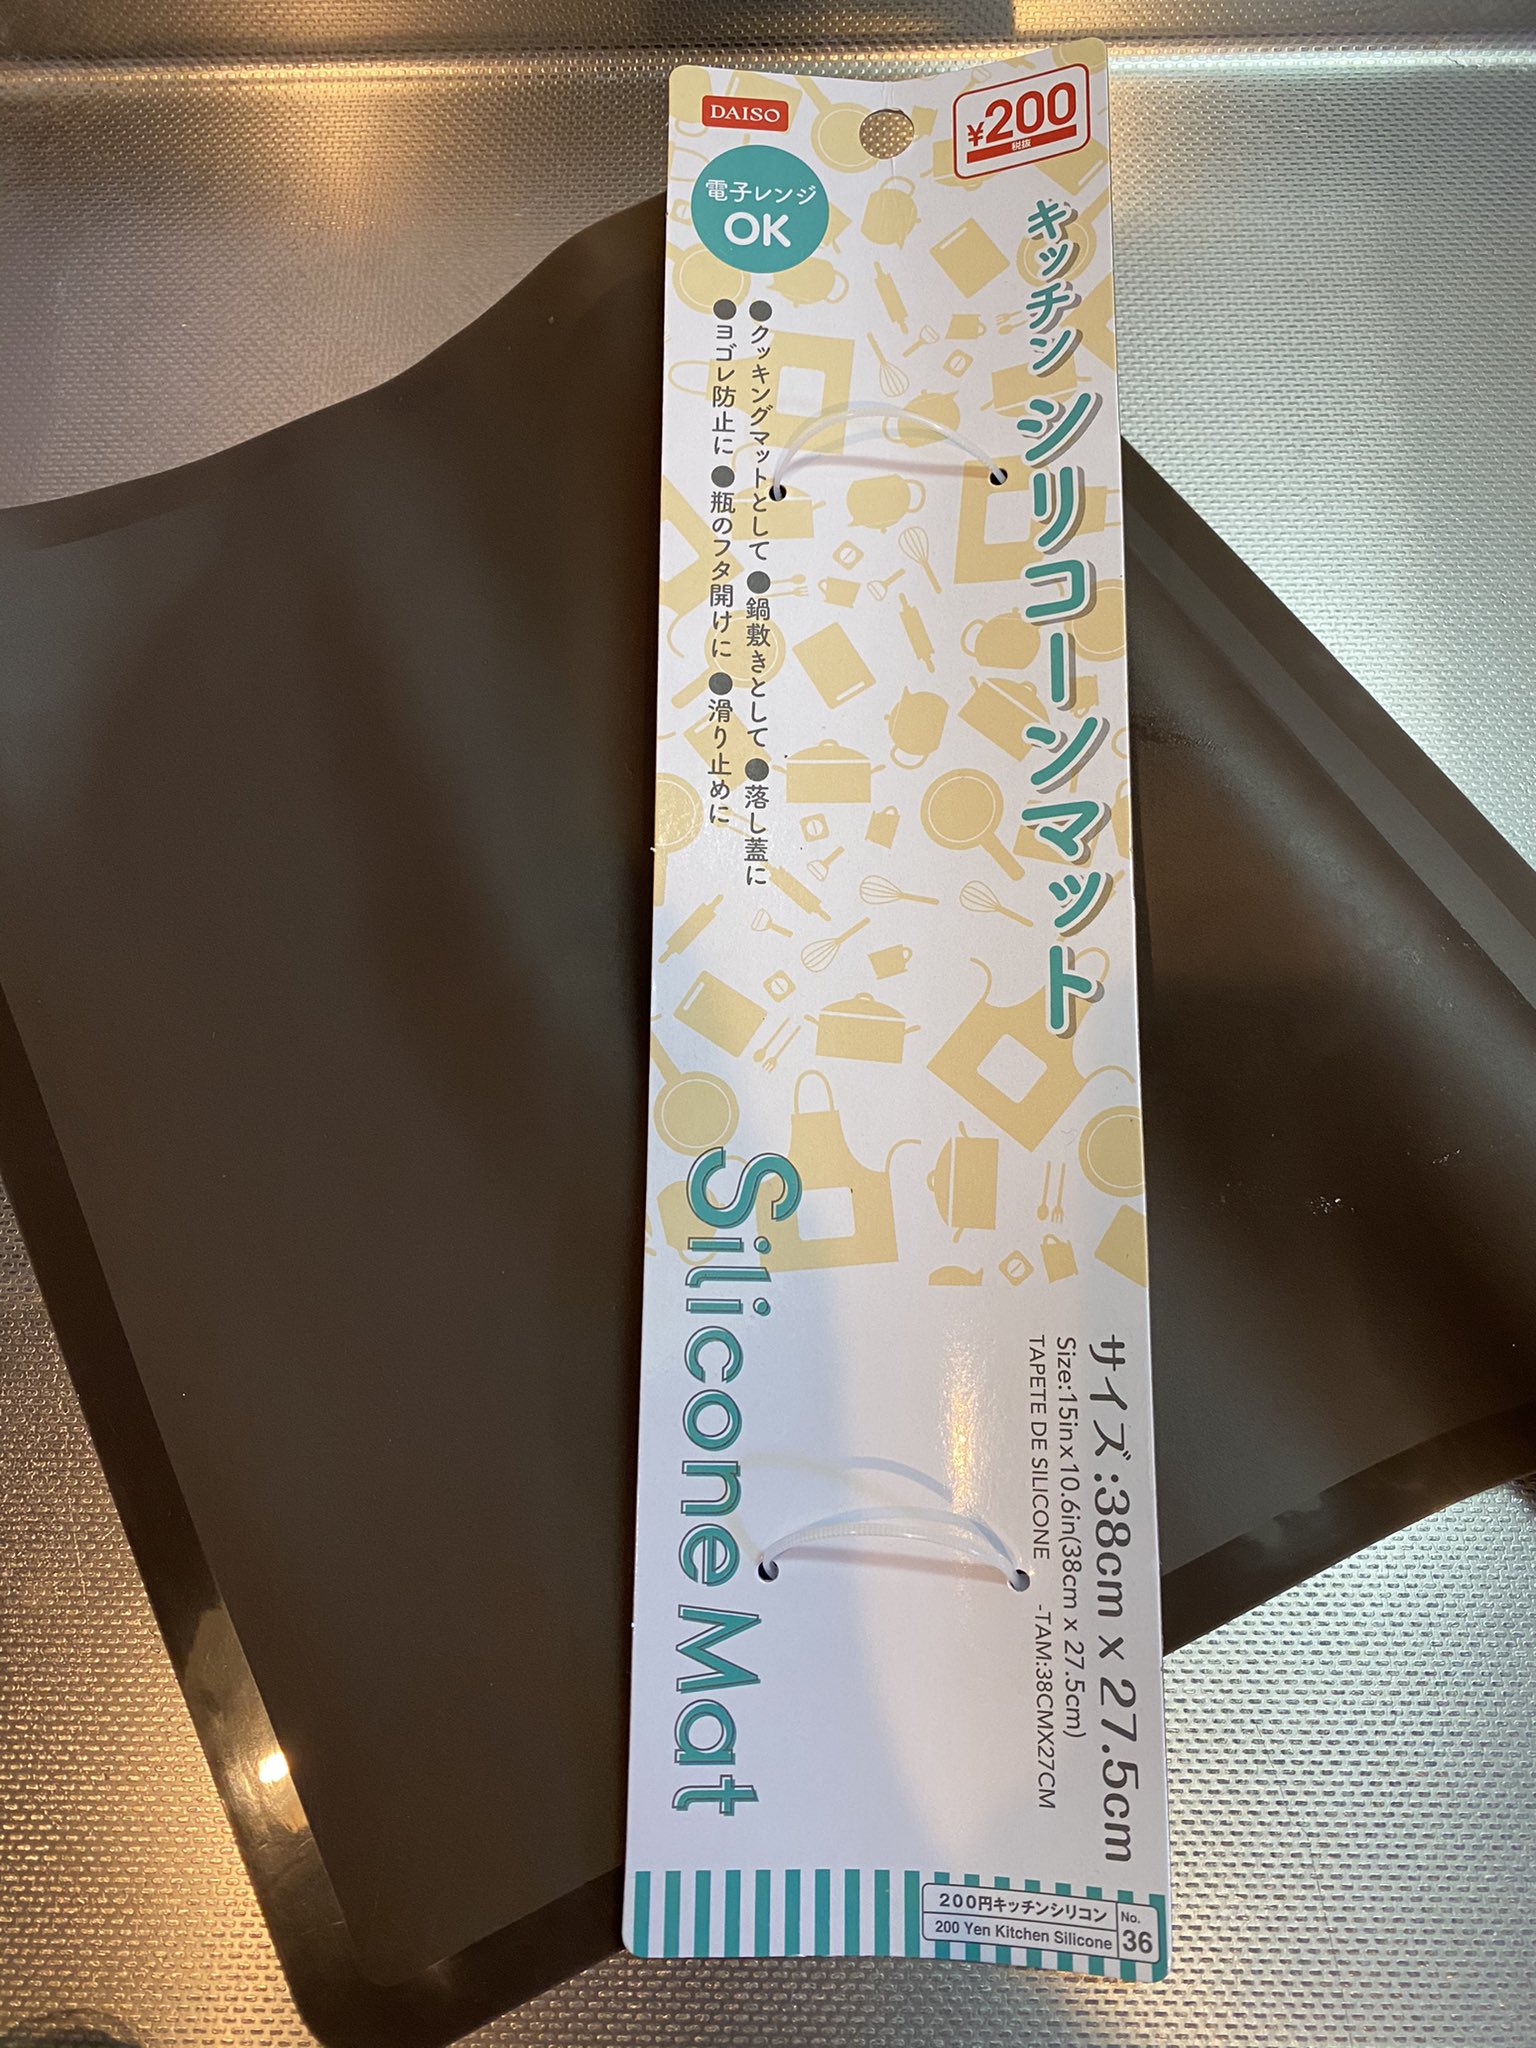 DAISO
¥200
税抜
電子レンジ
OK
キッチン シリコーンマット
●クッキングマットとして ●鍋敷きとして ●落し蓋に
●ヨゴレ防止に ●瓶のフタ開けに ●滑り止めに
Silicone Mat
サイズ:38cm x 27.5cm
Size:15in x 10.6in(38cm x 27.5cm)
TAPETE DE SILICONE -TAM:38CMX27CM
200円キッチンシリコン
200 Yen Kitchen Silicone
No.
36